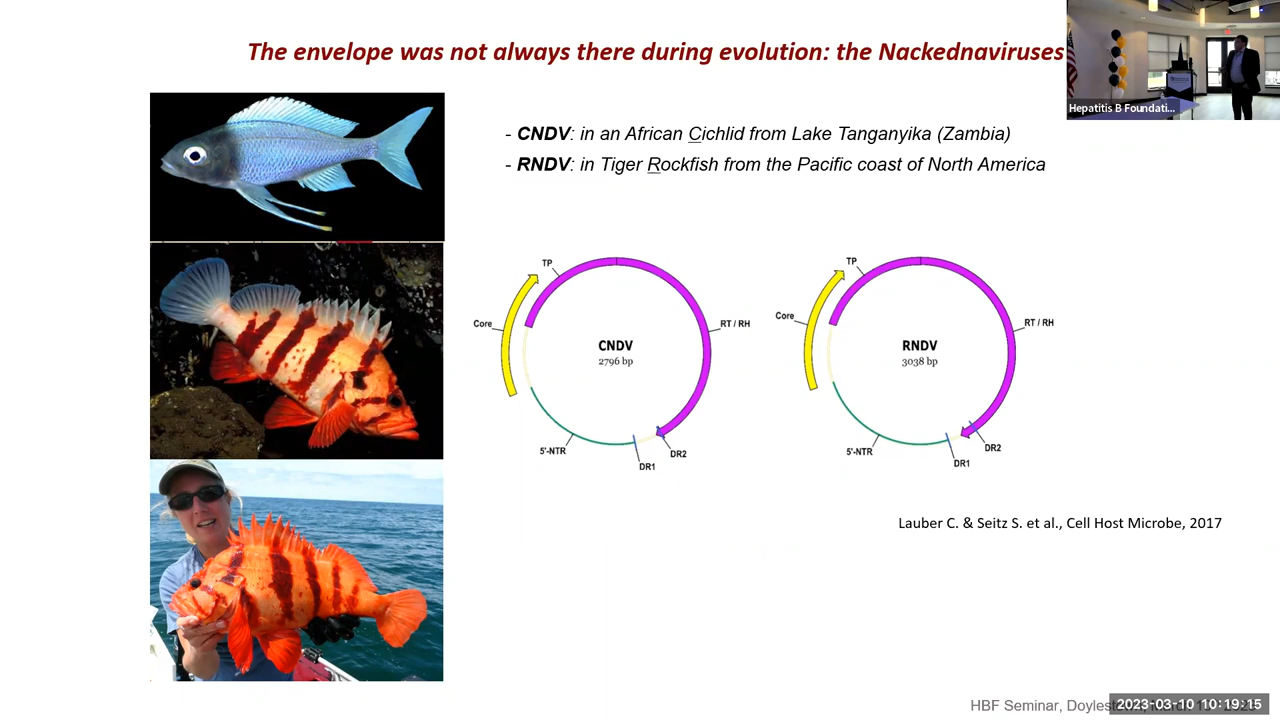 The envelope was not always there during evolution: the Nackednaviruses
Hepatitis B Foundati...
- CNDV: in an African Cichlid from Lake Tanganyika (Zambia)
- RNDV: in Tiger Rockfish from the Pacific coast of North America
TP
Core
RT / RH
CNDV
2796 bp
5'-NTR
DR1
DR2
TP
Core
RT / RH
RNDV
3038 bp
5'-NTR
DR1
DR2
Lauber C. & Seitz S. et al., Cell Host Microbe, 2017
HBF Seminar,
2023-03-10 10:19:15